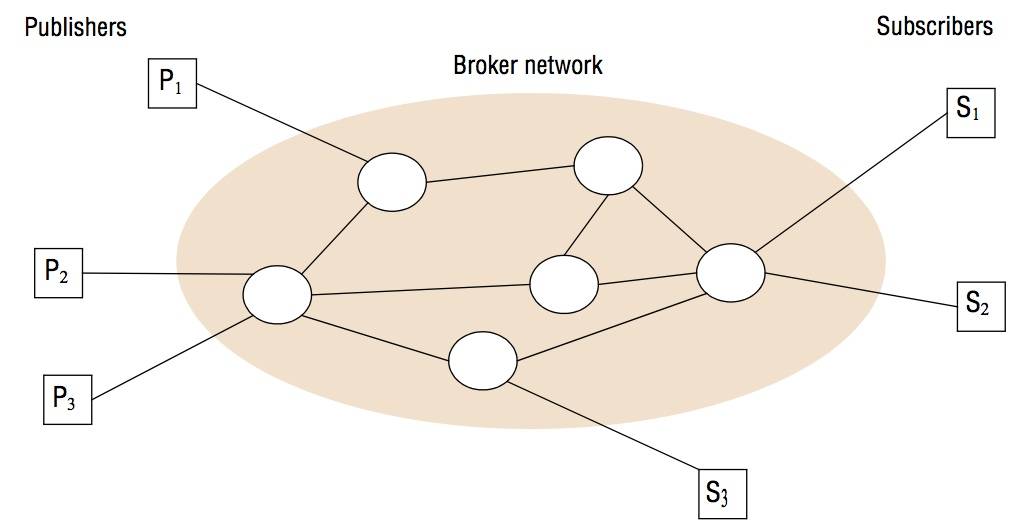 Publishers
Subscribers
Broker network
P₁
S₁
P₂
S₂
P₃
S₃